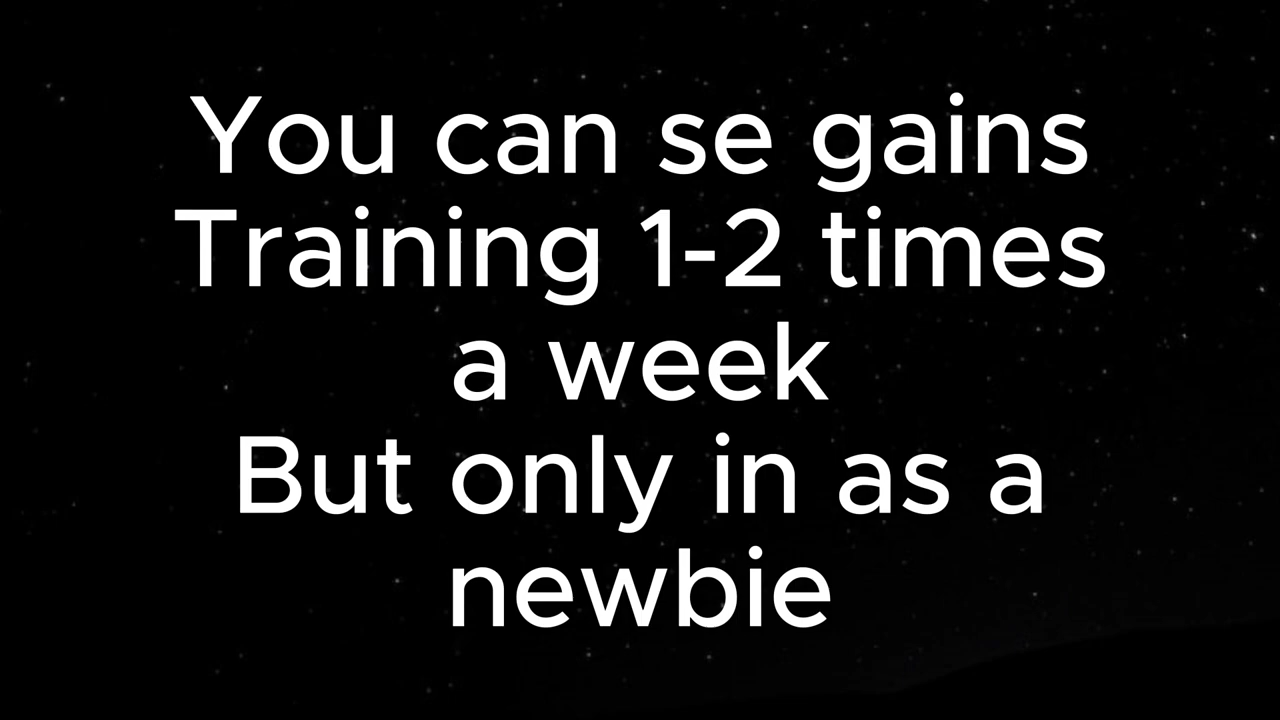 You can se gains
Training 1-2 times
a week
But only in as a
newbie